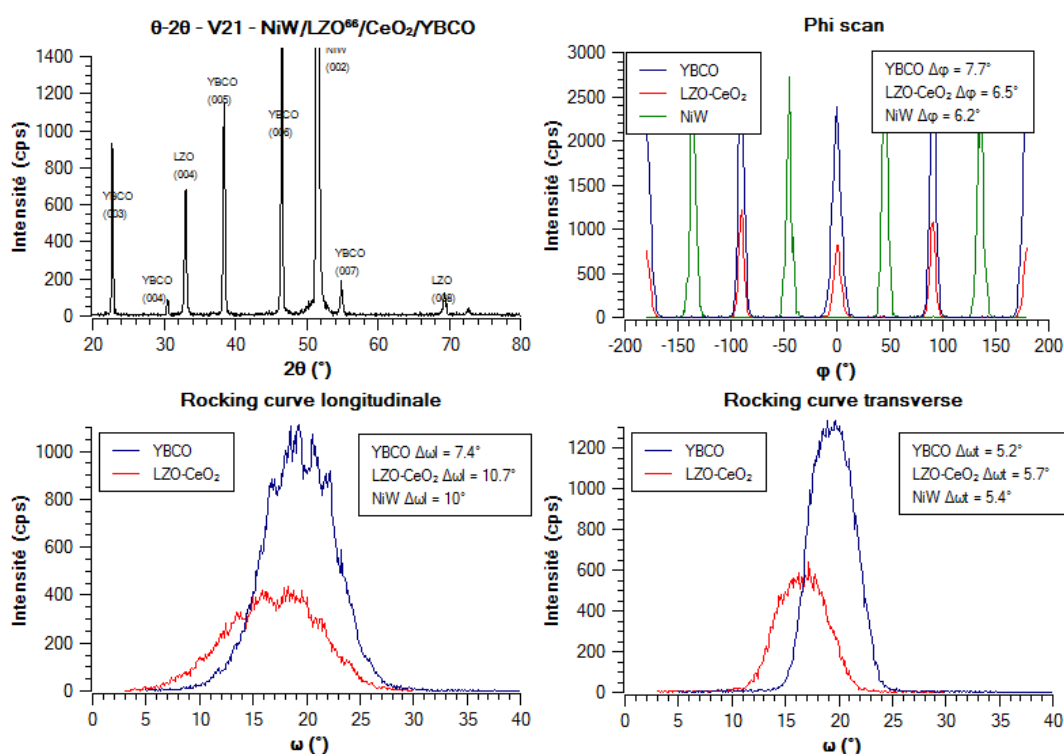 θ-2θ - V21 - NiW/LZO⁶⁶/CeO₂/YBCO
1400
1200
1000
800
600
400
200
0
Intensité (cps)
YBCO
(003)
YBCO
(004)
LZO
(004)
YBCO
(005)
YBCO
(006)
NiW
(002)
YBCO
(007)
LZO
(008)
20
30
40
50
60
70
80
2θ (°)
Phi scan
3000
2500
2000
1500
1000
500
0
Intensité (cps)
YBCO
LZO-CeO₂
NiW
YBCO Δφ = 7.7°
LZO-CeO₂ Δφ = 6.5°
NiW Δφ = 6.2°
-200
-150
-100
-50
0
50
100
150
200
φ (°)
Rocking curve longitudinale
1000
800
600
400
200
0
Intensité (cps)
YBCO
LZO-CeO₂
YBCO Δωl = 7.4°
LZO-CeO₂ Δωl = 10.7°
NiW Δωl = 10°
0
5
10
15
20
25
30
35
40
ω (°)
Rocking curve transverse
1200
1000
800
600
400
200
0
Intensité (cps)
YBCO
LZO-CeO₂
YBCO Δωt = 5.2°
LZO-CeO₂ Δωt = 5.7°
NiW Δωt = 5.4°
0
5
10
15
20
25
30
35
40
ω (°)